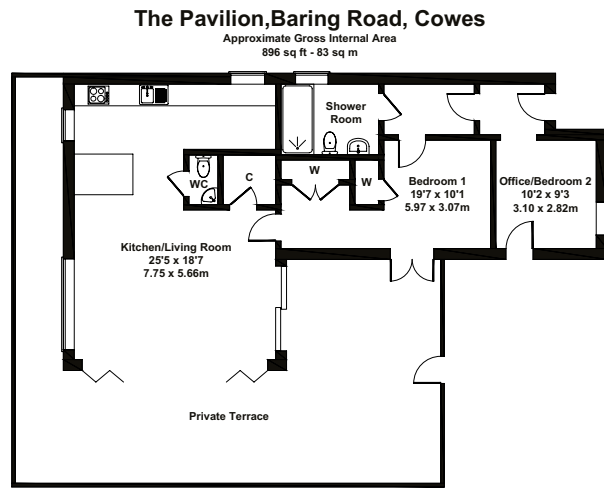 The Pavilion,Baring Road, Cowes
Approximate Gross Internal Area
896 sq ft - 83 sq m
Shower
Room
WC
C
W
W
Bedroom 1
19'7 x 10'1
5.97 x 3.07m
Office/Bedroom 2
10'2 x 9'3
3.10 x 2.82m
Kitchen/Living Room
25'5 x 18'7
7.75 x 5.66m
Private Terrace